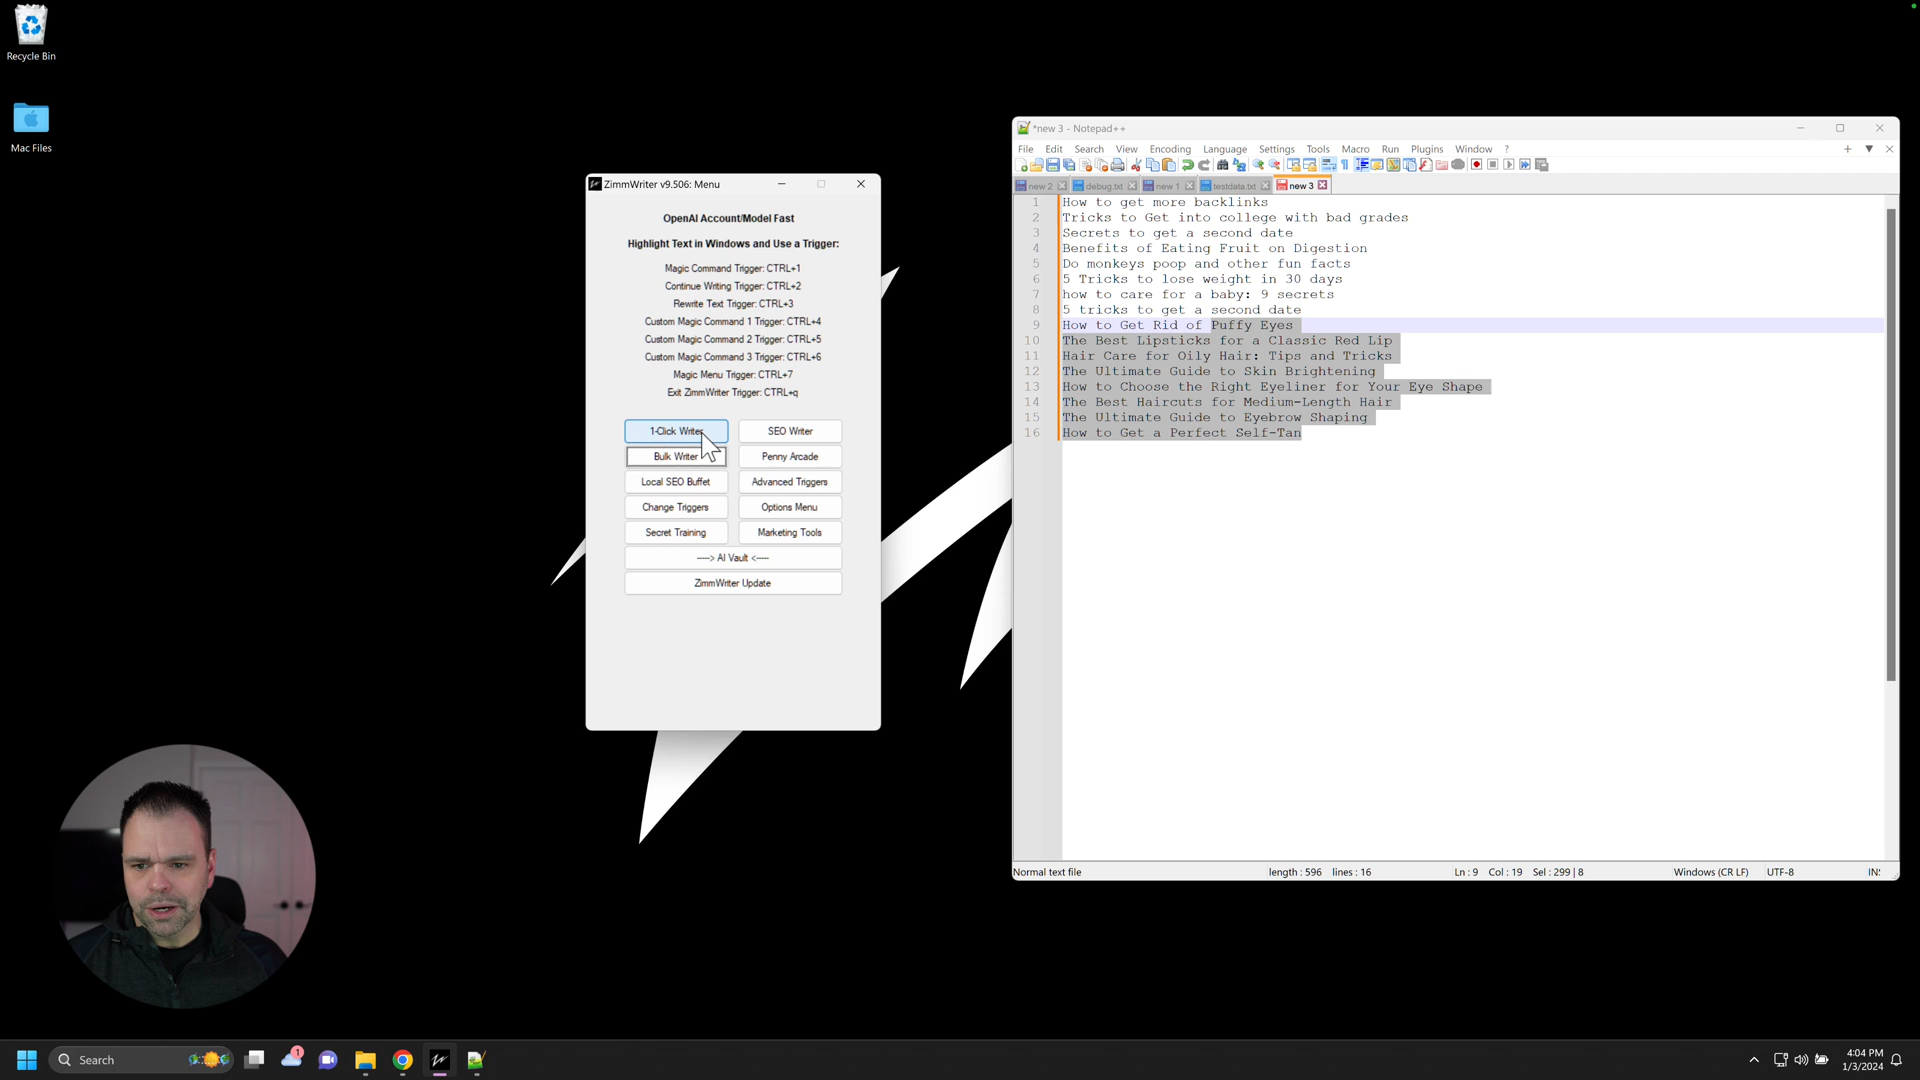 Recycle Bin
Mac Files
ZimmWriter v9.506: Menu
OpenAI Account/Model Fast
Highlight Text in Windows and Use a Trigger:
Magic Command Trigger: CTRL+1
Continue Writing Trigger: CTRL+2
Rewrite Text Trigger: CTRL+3
Custom Magic Command 1 Trigger: CTRL+4
Custom Magic Command 2 Trigger: CTRL+5
Custom Magic Command 3 Trigger: CTRL+6
Magic Menu Trigger: CTRL+7
Exit ZimmWriter Trigger: CTRL+q
1-Click Writer SEO Writer
Bulk Writer Penny Arcade
Local SEO Buffet Advanced Triggers
Change Triggers Options Menu
Secret Training Marketing Tools
----> AI Vault <----
ZimmWriter Update
*new 3 - Notepad++
File Edit Search View Encoding Language Settings Tools Macro Run Plugins Window ?
new 2 debug.txt new 1 testdata.txt new 3
1 How to get more backlinks
2 Tricks to Get into college with bad grades
3 Secrets to get a second date
4 Benefits of Eating Fruit on Digestion
5 Do monkeys poop and other fun facts
6 5 Tricks to lose weight in 30 days
7 how to care for a baby: 9 secrets
8 5 tricks to get a second date
9 How to Get Rid of Puffy Eyes
10 The Best Lipsticks for a Classic Red Lip
11 Hair Care for Oily Hair: Tips and Tricks
12 The Ultimate Guide to Skin Brightening
13 How to Choose the Right Eyeliner for Your Eye Shape
14 The Best Haircuts for Medium-Length Hair
15 The Ultimate Guide to Eyebrow Shaping
16 How to Get a Perfect Self-Tan
Normal text file length : 596 lines : 16 Ln : 9 Col : 19 Sel : 299 | 8 Windows (CR LF) UTF-8 INS
Search
1
4:04 PM
1/3/2024